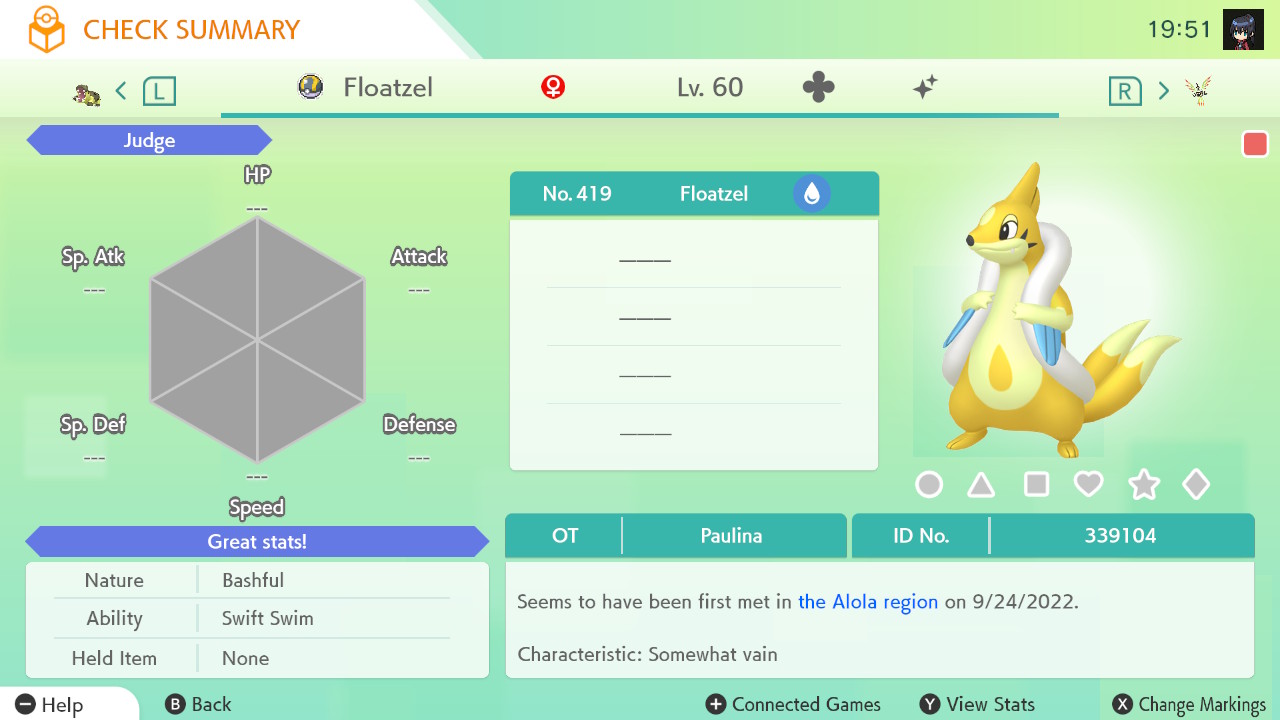 CHECK SUMMARY
19:51
L
Floatzel
Lv. 60
R
Judge
HP
---
Sp. Atk
---
Attack
---
Sp. Def
---
Defense
---
---
Speed
Great stats!
Nature Bashful
Ability Swift Swim
Held Item None
No. 419 Floatzel
———
———
———
———
OT Paulina
ID No. 339104
Seems to have been first met in the Alola region on 9/24/2022.
Characteristic: Somewhat vain
Help
B Back
Connected Games
Y View Stats
X Change Markings